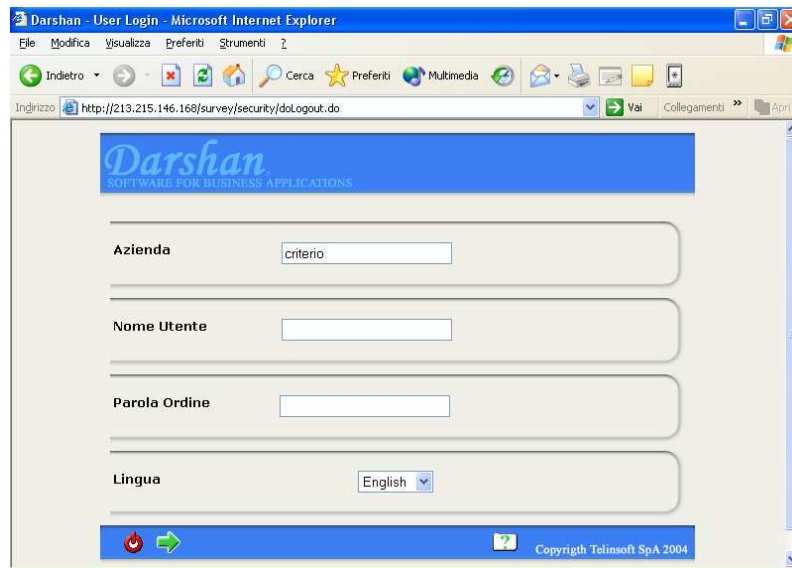 Darshan - User Login - Microsoft Internet Explorer
File Modifica Visualizza Preferiti Strumenti ?
Indietro Cerca Preferiti Multimedia
Indirizzo http://213.215.146.168/survey/security/doLogout.do Vai Collegamenti » Apri
Darshan.
SOFTWARE FOR BUSINESS APPLICATIONS
Azienda criterio
Nome Utente
Parola Ordine
Lingua English
? Copyrigth Telinsoft SpA 2004